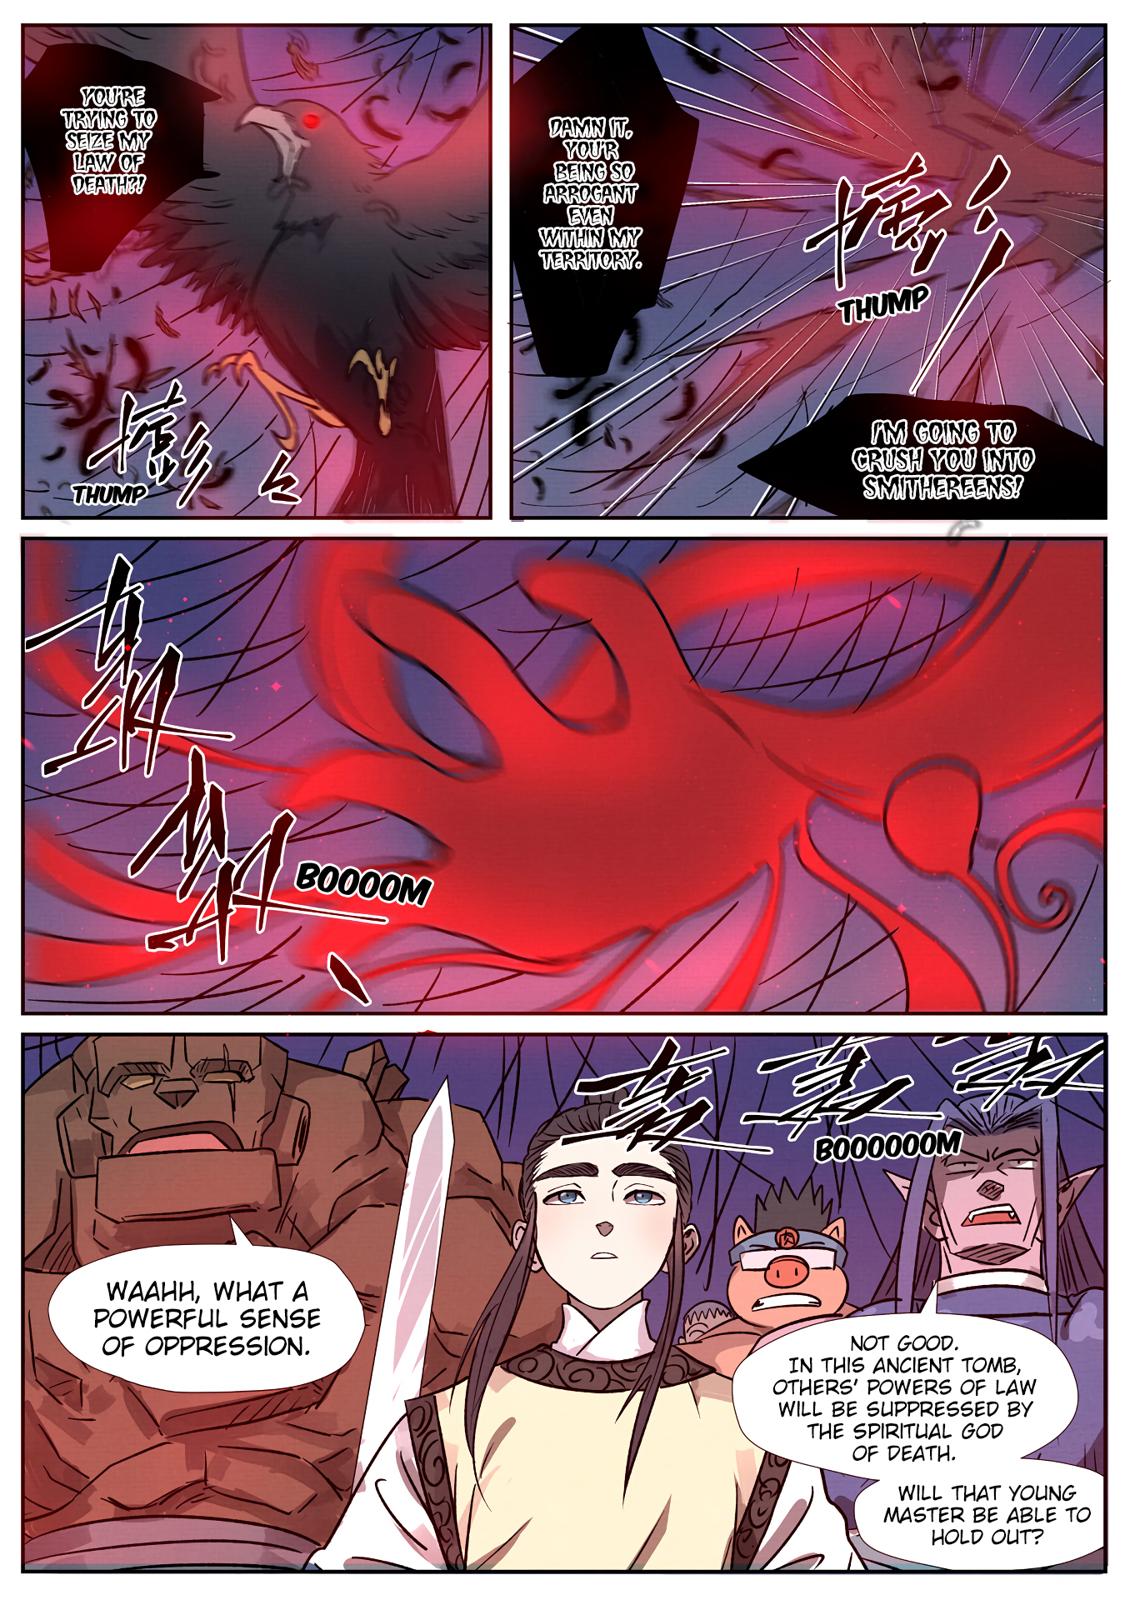 YOU'RE
TRYING TO
SEIZE MY
LAW OF
DEATH?!
THUMP
DAMN IT,
YOU'R
BEING SO
ARROGANT
EVEN
WITHIN MY
TERRITORY.
THUMP
I'M GOING TO
CRUSH YOU INTO
SMITHEREENS!
BOOOOM
BOOOOOOM
WAAHH, WHAT A
POWERFUL SENSE
OF OPPRESSION.
NOT GOOD.
IN THIS ANCIENT TOMB,
OTHERS' POWERS OF LAW
WILL BE SUPPRESSED BY
THE SPIRITUAL GOD
OF DEATH.
WILL THAT YOUNG
MASTER BE ABLE TO
HOLD OUT?